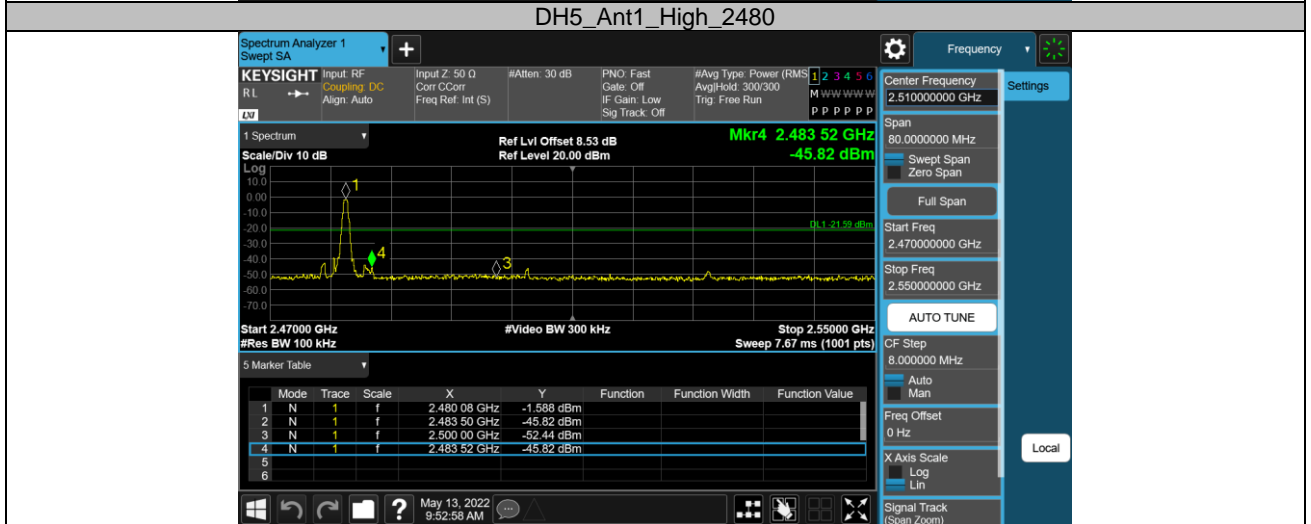 DH5_Ant1_High_2480
Spectrum Analyzer 1
Swept SA
+
Frequency
KEYSIGHT
RL
LXI
Input: RF
Coupling: DC
Align: Auto
Input Z: 50 Ω
Corr CCorr
Freq Ref: Int (S)
#Atten: 30 dB
PNO: Fast
Gate: Off
IF Gain: Low
Sig Track: Off
#Avg Type: Power (RMS
Avg|Hold: 300/300
Trig: Free Run
1 2 3 4 5 6
M W W W W W
P P P P P P
1 Spectrum
Scale/Div 10 dB
Ref Lvl Offset 8.53 dB
Ref Level 20.00 dBm
Mkr4 2.483 52 GHz
-45.82 dBm
Log
10.0
0.00
-10.0
-20.0
-30.0
-40.0
-50.0
-60.0
-70.0
1
4
3
DL1 -21.59 dBm
Start 2.47000 GHz
#Video BW 300 kHz
Stop 2.55000 GHz
#Res BW 100 kHz
Sweep 7.67 ms (1001 pts)
5 Marker Table
Mode Trace Scale X Y Function Function Width Function Value
1 N 1 f 2.480 08 GHz -1.588 dBm
2 N 1 f 2.483 50 GHz -45.82 dBm
3 N 1 f 2.500 00 GHz -52.44 dBm
4 N 1 f 2.483 52 GHz -45.82 dBm
5
6
?
May 13, 2022
9:52:58 AM
Center Frequency
2.510000000 GHz
Settings
Span
80.0000000 MHz
Swept Span
Zero Span
Full Span
Start Freq
2.470000000 GHz
Stop Freq
2.550000000 GHz
AUTO TUNE
CF Step
8.000000 MHz
Auto
Man
Freq Offset
0 Hz
Local
X Axis Scale
Log
Lin
Signal Track
(Span Zoom)